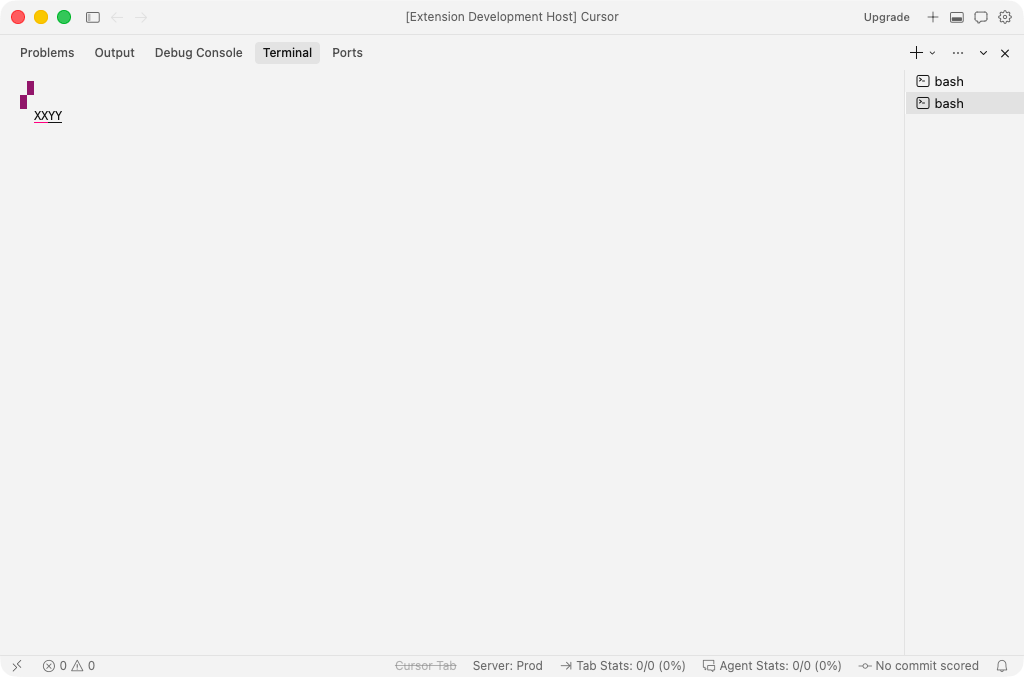 [Extension Development Host] Cursor
Upgrade
Problems Output Debug Console Terminal Ports
bash
bash
XXYY
0 0 Cursor Tab Server: Prod Tab Stats: 0/0 (0%) Agent Stats: 0/0 (0%) No commit scored